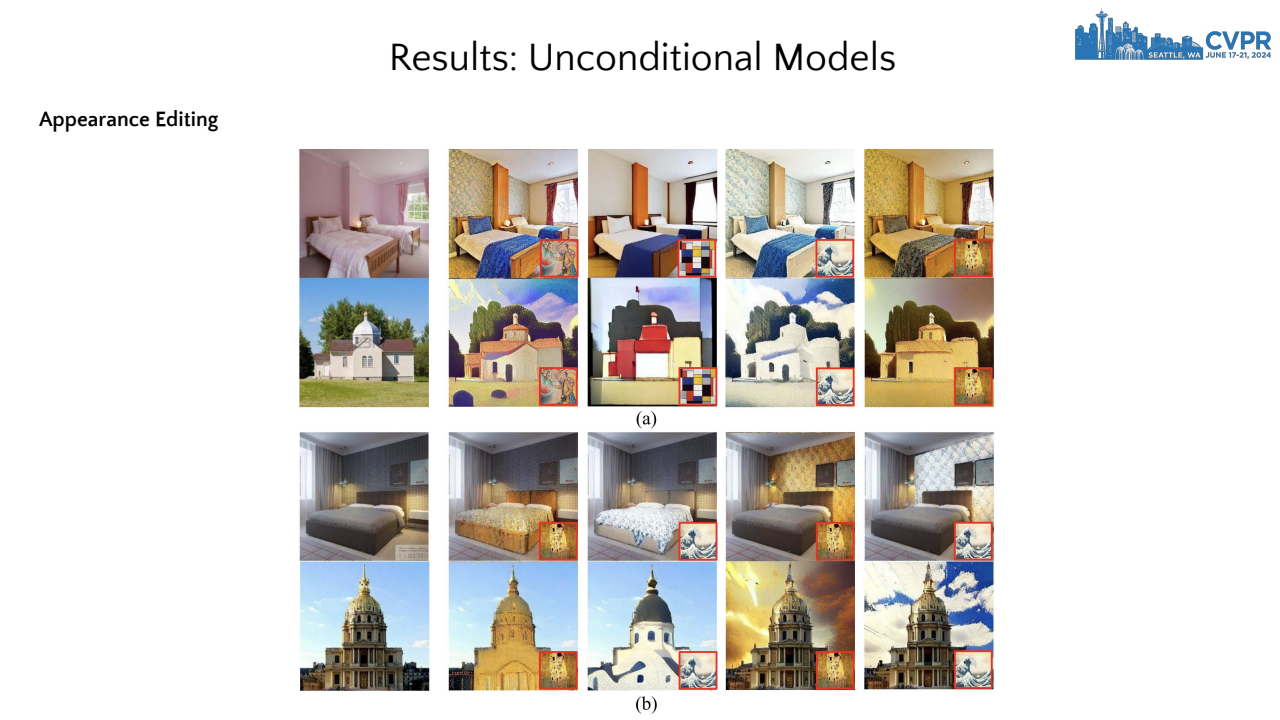 Results: Unconditional Models
CVPR
SEATTLE, WA JUNE 17-21, 2024
Appearance Editing
(a)
(b)